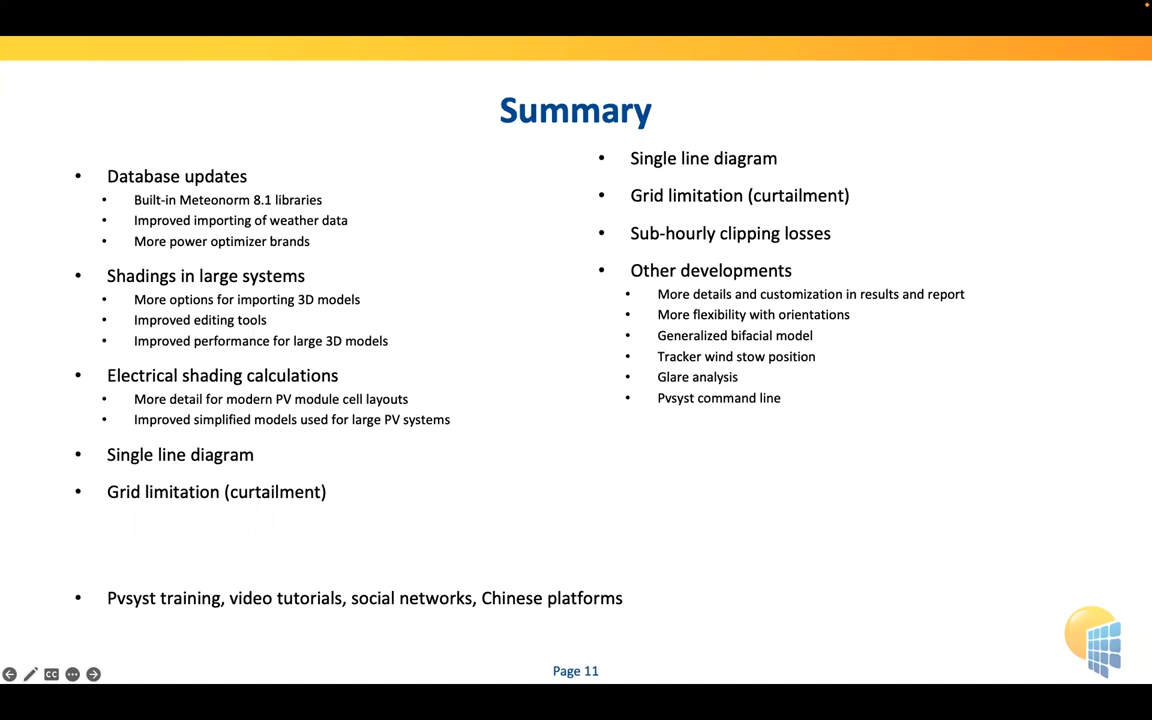 Summary
Database updates
Built-in Meteonorm 8.1 libraries
Improved importing of weather data
More power optimizer brands
Shadings in large systems
More options for importing 3D models
Improved editing tools
Improved performance for large 3D models
Electrical shading calculations
More detail for modern PV module cell layouts
Improved simplified models used for large PV systems
Single line diagram
Grid limitation (curtailment)
Single line diagram
Grid limitation (curtailment)
Sub-hourly clipping losses
Other developments
More details and customization in results and report
More flexibility with orientations
Generalized bifacial model
Tracker wind stow position
Glare analysis
Pvsyst command line
Pvsyst training, video tutorials, social networks, Chinese platforms
CC
Page 11